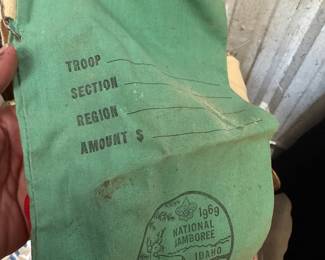 TROOP
SECTION
REGION
AMOUNT $
1969
NATIONAL
JAMBOREE
IDAHO